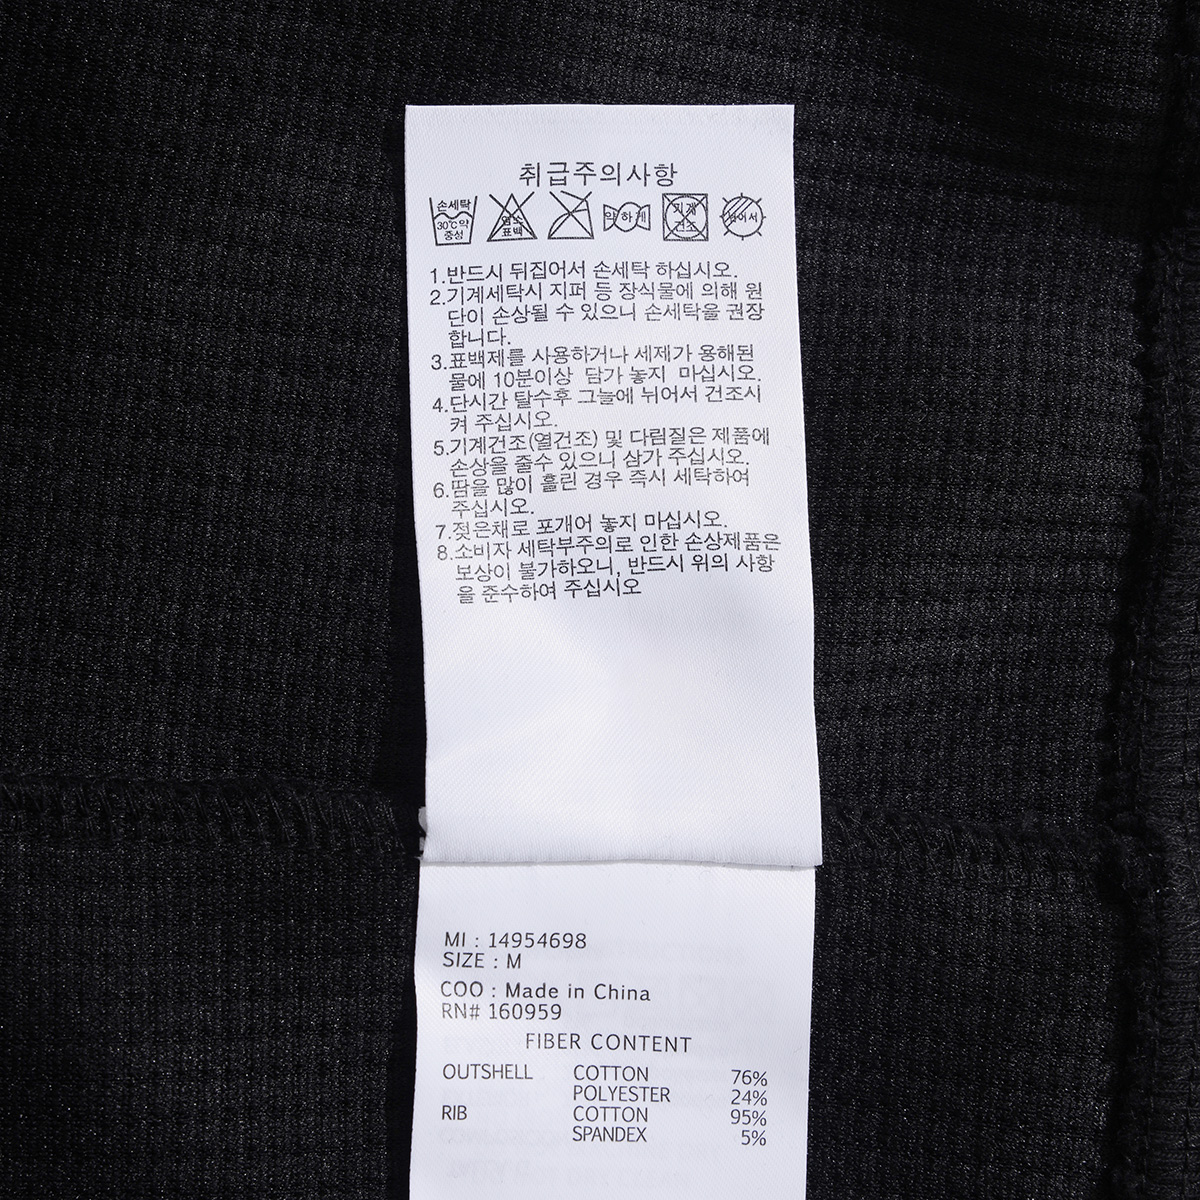 취급주의사항
손세탁
30℃약
중성
염소
표백
약하게
기계
건조
뉘어서
1.반드시 뒤집어서 손세탁 하십시오.
2.기계세탁시 지퍼 등 장식물에 의해 원
단이 손상될 수 있으니 손세탁을 권장
합니다.
3.표백제를 사용하거나 세제가 용해된
물에 10분이상 담가 놓지 마십시오.
4.단시간 탈수후 그늘에 뉘어서 건조시
켜 주십시오.
5.기계건조(열건조) 및 다림질은 제품에
손상을 줄수 있으니 삼가 주십시오.
6.땀을 많이 흘린 경우 즉시 세탁하여
주십시오.
7.젖은채로 포개어 놓지 마십시오.
8.소비자 세탁부주의로 인한 손상제품은
보상이 불가하오니, 반드시 위의 사항
을 준수하여 주십시오
MI : 14954698
SIZE : M
COO : Made in China
RN# 160959
FIBER CONTENT
OUTSHELL COTTON 76%
POLYESTER 24%
RIB COTTON 95%
SPANDEX 5%